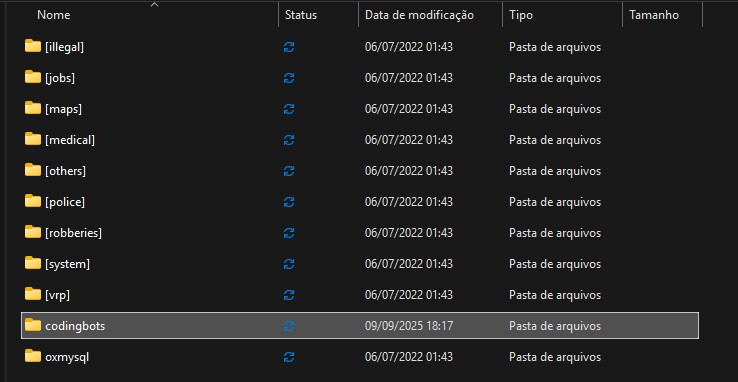 Nome Status Data de modificação Tipo Tamanho
[illegal] 06/07/2022 01:43 Pasta de arquivos
[jobs] 06/07/2022 01:43 Pasta de arquivos
[maps] 06/07/2022 01:43 Pasta de arquivos
[medical] 06/07/2022 01:43 Pasta de arquivos
[others] 06/07/2022 01:43 Pasta de arquivos
[police] 06/07/2022 01:43 Pasta de arquivos
[robberies] 06/07/2022 01:43 Pasta de arquivos
[system] 06/07/2022 01:43 Pasta de arquivos
[vrp] 06/07/2022 01:43 Pasta de arquivos
codingbots 09/09/2025 18:17 Pasta de arquivos
oxmysql 06/07/2022 01:43 Pasta de arquivos